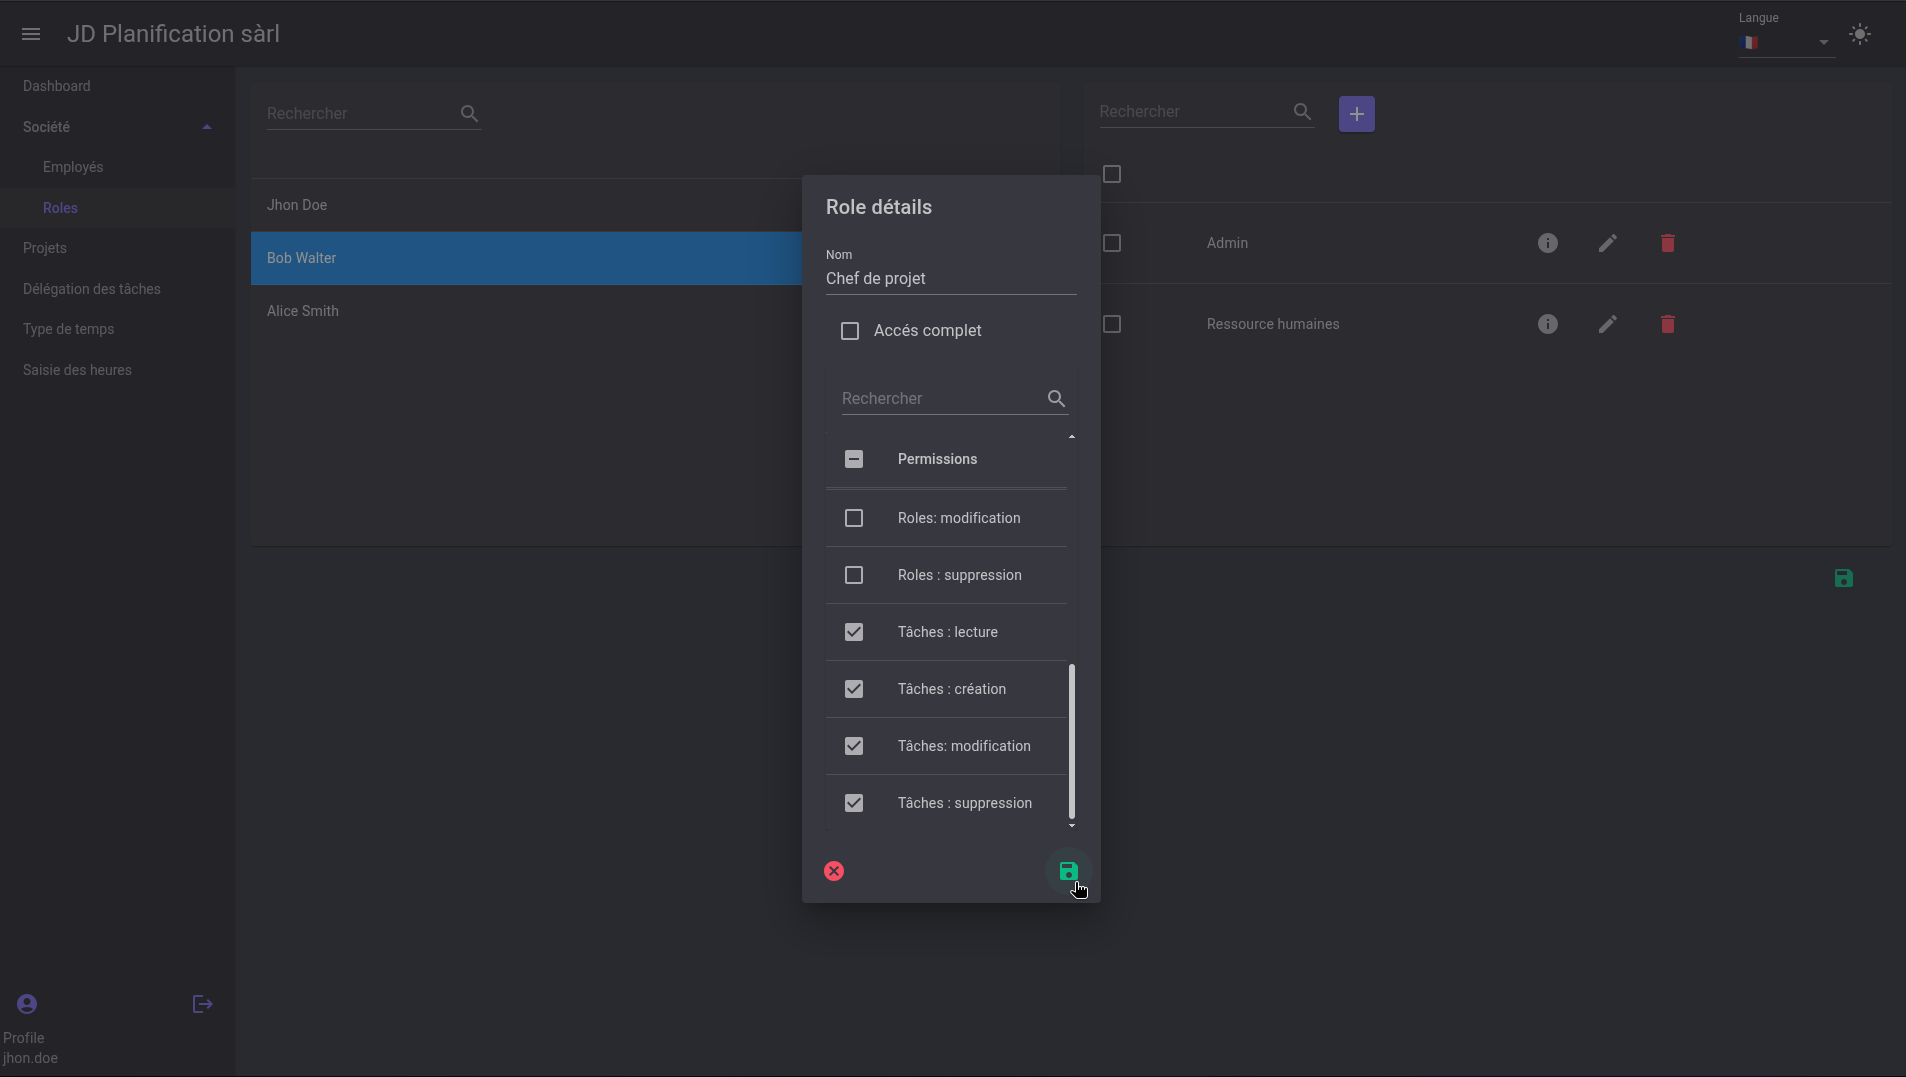 JD Planification sàrl
Langue
Dashboard
Société
Employés
Roles
Projets
Délégation des tâches
Type de temps
Saisie des heures
Profile
jhon.doe
Rechercher
Jhon Doe
Bob Walter
Alice Smith
Rechercher
Admin
Ressource humaines
Role détails
Nom
Chef de projet
Accés complet
Rechercher
Permissions
Roles: modification
Roles : suppression
Tâches : lecture
Tâches : création
Tâches: modification
Tâches : suppression